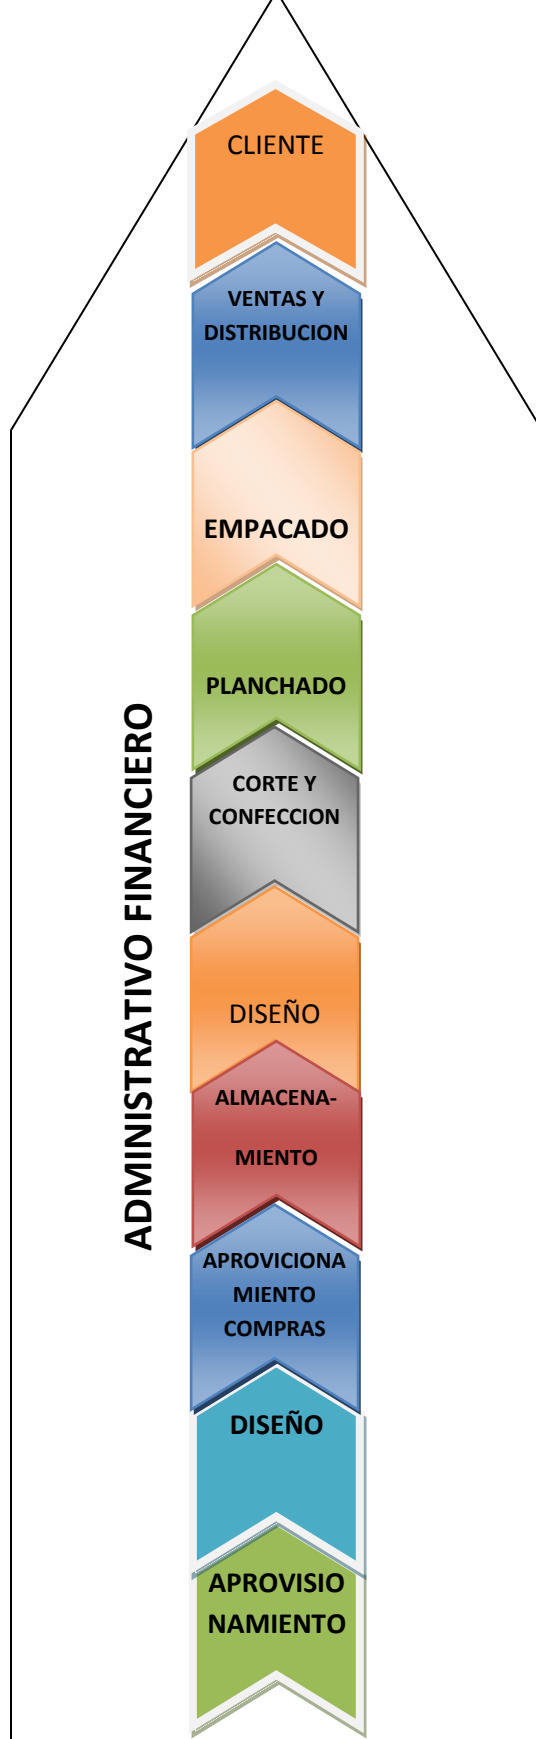 CLIENTE
VENTAS Y
DISTRIBUCION
EMPACADO
PLANCHADO
CORTE Y
CONFECCION
DISEÑO
ALMACENA-
MIENTO
APROVICIONA
MIENTO
COMPRAS
DISEÑO
APROVISIO
NAMIENTO
ADMINISTRATIVO FINANCIERO